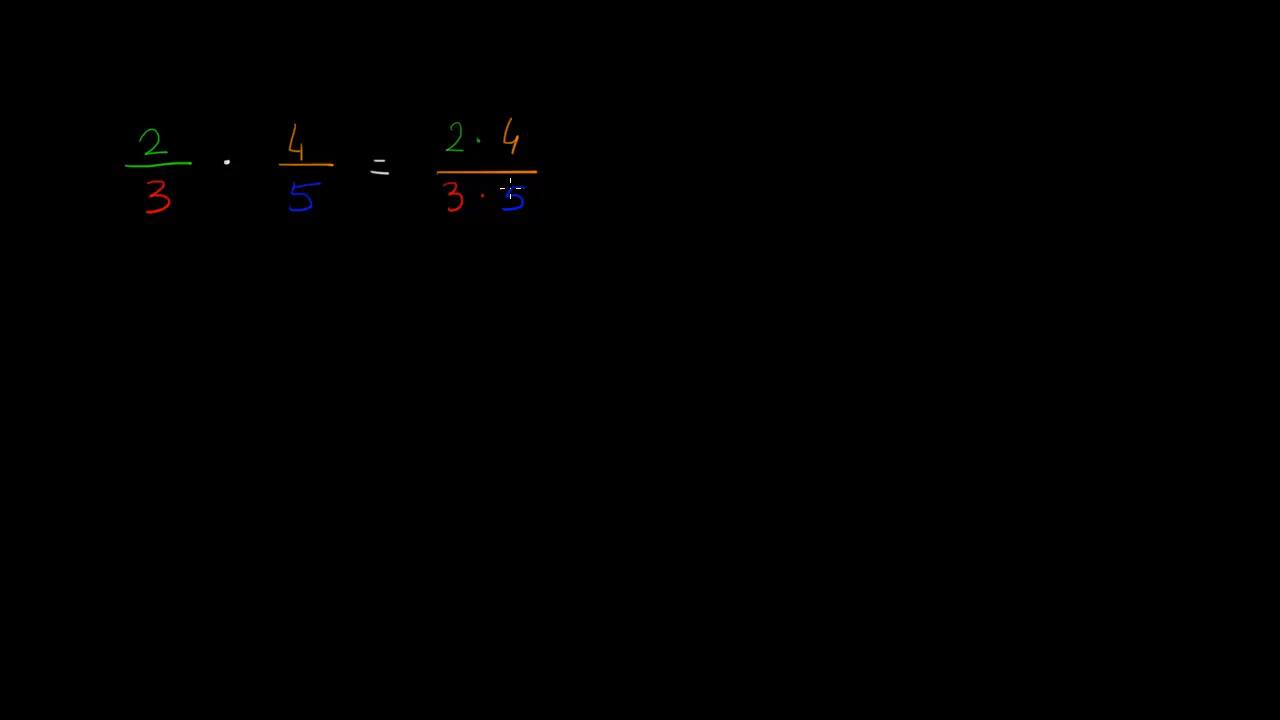 2/3 · 4/5 = 2 · 4/3 · 5